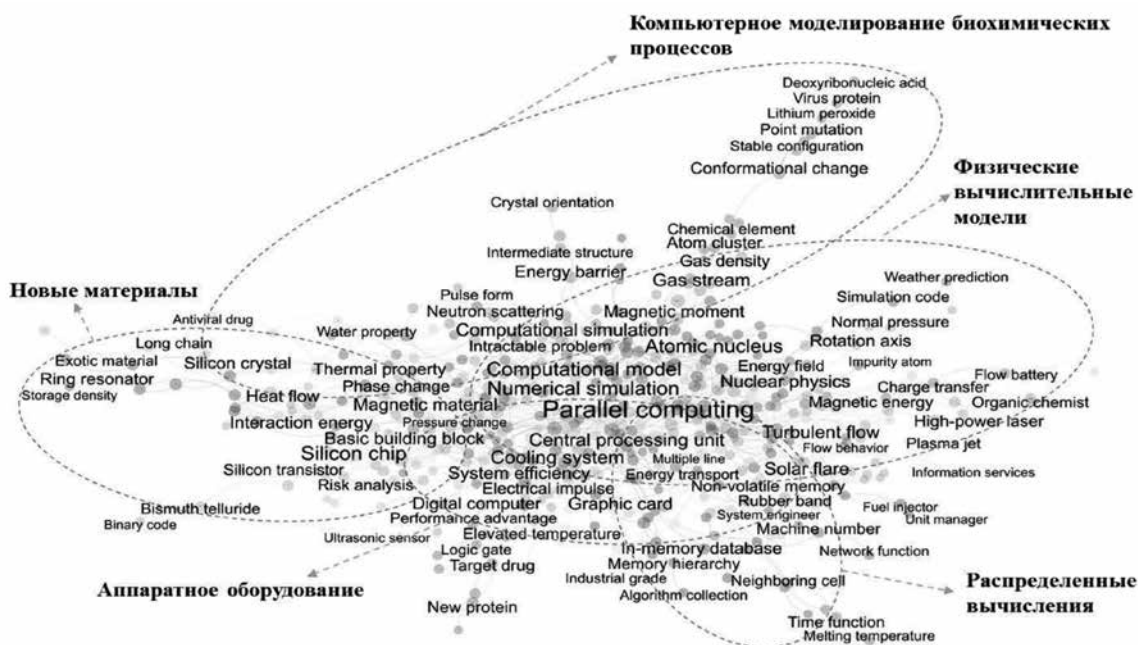 Компьютерное моделирование биохимических
процессов
Deoxyribonucleic acid
Virus protein
Lithium peroxide
Point mutation
Stable configuration
Conformational change
Физические
вычислительные
модели
Crystal orientation
Chemical element
Intermediate structure
Atom cluster
Gas density
Energy barrier
Gas stream
Weather prediction
Новые материалы
Pulse form
Simulation code
Antiviral drug
Neutron scattering
Magnetic moment
Water property
Computational simulation
Normal pressure
Long chain
Intractable problem
Atomic nucleus
Rotation axis
Exotic material
Silicon crystal
Thermal property
Computational model
Energy field
Impurity atom
Ring resonator
Phase change
Numerical simulation
Nuclear physics
Flow battery
Storage density
Heat flow
Magnetic material
Parallel computing
Charge transfer
Magnetic energy
Organic chemist
Interaction energy
Pressure change
High-power laser
Basic building block
Central processing unit
Turbulent flow
Plasma jet
Silicon chip
Cooling system
Multiple line
Flow behavior
Silicon transistor
System efficiency
Energy transport
Solar flare
Information services
Risk analysis
Electrical impulse
Non-volatile memory
Bismuth telluride
Digital computer
Graphic card
Rubber band
Fuel injector
Binary code
Performance advantage
System engineer
Unit manager
Ultrasonic sensor
Elevated temperature
Machine number
Logic gate
In-memory database
Network function
Target drug
Memory hierarchy
Аппаратное оборудование
Industrial grade
Neighboring cell
Распределенные
вычисления
New protein
Algorithm collection
Time function
Melting temperature